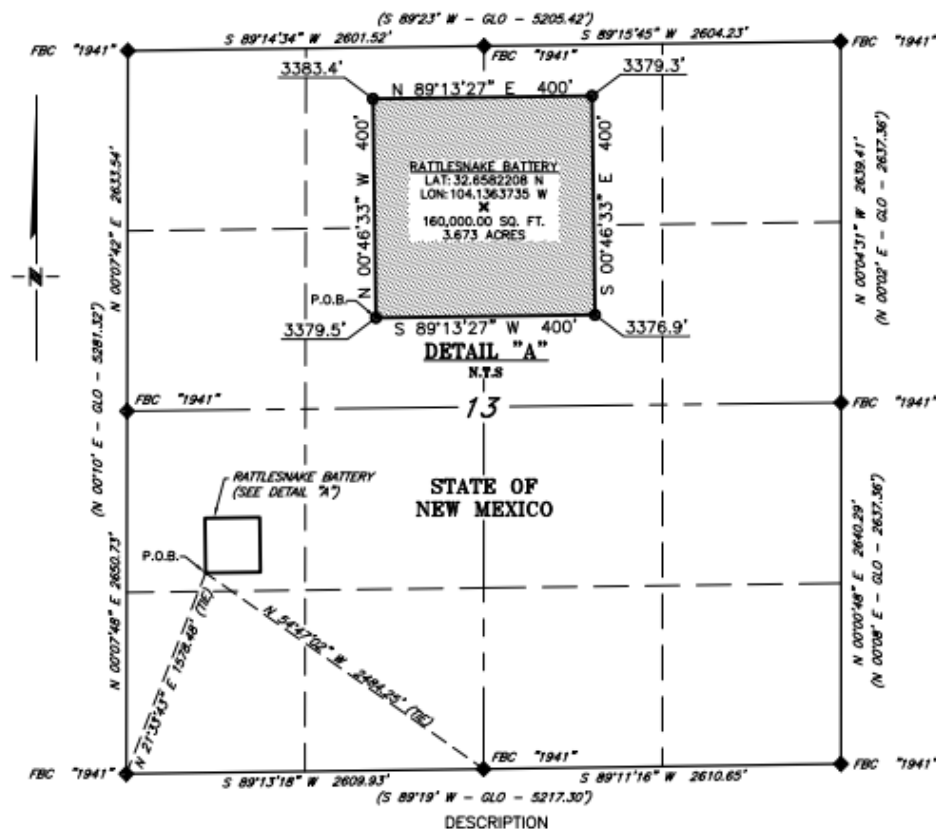 (S 89°23' W - GLO - 5205.42')
S 89°14'34" W 2601.52'
S 89°15'45" W 2604.23'
FBC "1941"
FBC "1941"
FBC "1941"
3383.4'
3379.3'
N 89°13'27" E 400'
N 00°46'33" W 400'
S 00°46'33" E 400'
RATTLESNAKE BATTERY
LAT: 32.6582208 N
LON: 104.1363735 W
160,000.00 SQ. FT.
3.673 ACRES
P.O.B.
3379.5'
S 89°13'27" W 400'
3376.9'
DETAIL "A"
N.T.S
N 00°07'42" E 2633.54'
(N 00°10' E - GLO - 5281.32')
N 00°04'31" W 2639.41'
(N 00°02' E - GLO - 2637.36')
N
FBC "1941"
13
FBC "1941"
STATE OF
NEW MEXICO
RATTLESNAKE BATTERY
(SEE DETAIL "A")
P.O.B.
N 00°07'48" E 2650.73'
N 21°33'43" E 1578.48' (TIE)
N 54°47'02" W 2484.25' (TIE)
N 00°00'48" E 2640.29'
(N 00°08' E - GLO - 2637.36')
FBC "1941"
FBC "1941"
FBC "1941"
S 89°13'18" W 2609.93'
S 89°11'16" W 2610.65'
(S 89°19' W - GLO - 5217.30')
DESCRIPTION